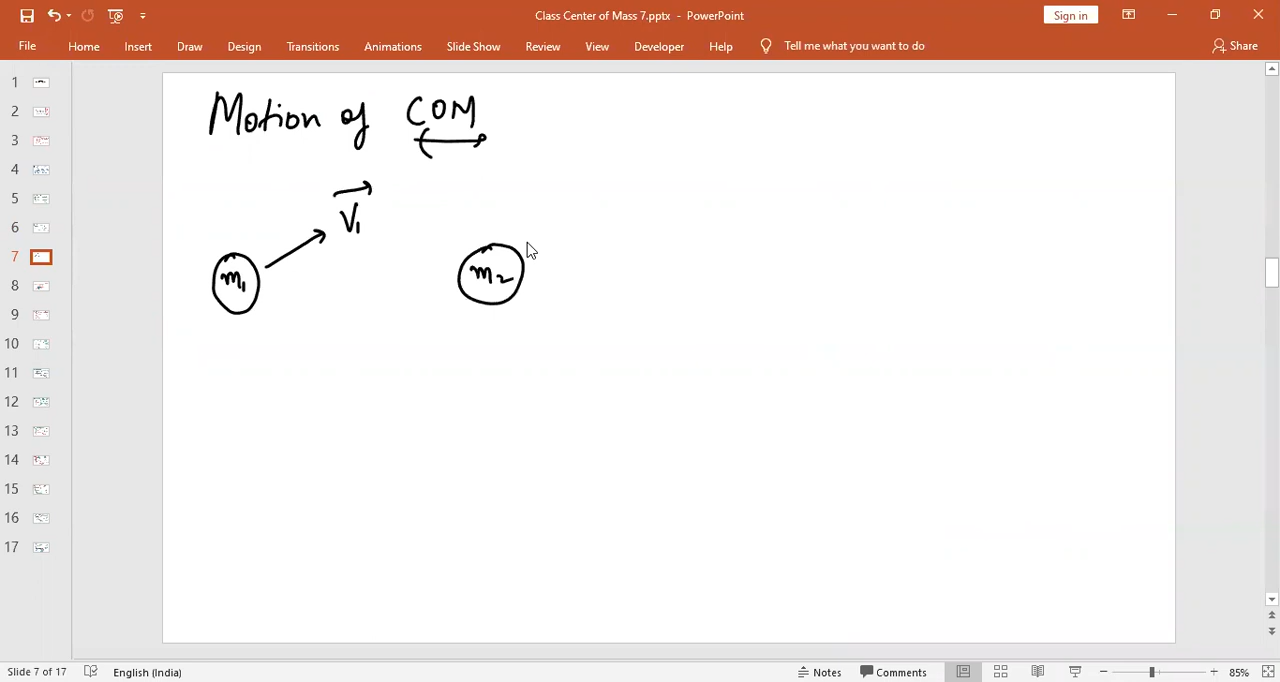 Class Center of Mass 7.pptx - PowerPoint
Sign in
File Home Insert Draw Design Transitions Animations Slide Show Review View Developer Help Tell me what you want to do Share
1
2
3
4
5
6
7
8
9
10
11
12
13
14
15
16
17
Motion of COM
V₁
m₁ m₂
Slide 7 of 17 English (India) Notes Comments 85%